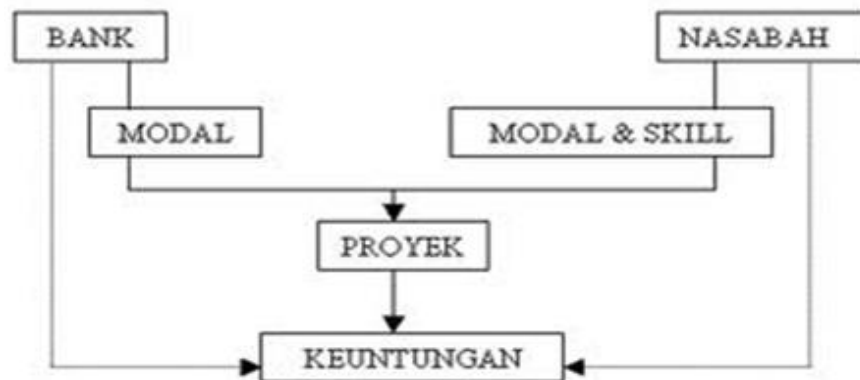 BANK
NASABAH
MODAL
MODAL & SKILL
PROYEK
KEUNTUNGAN